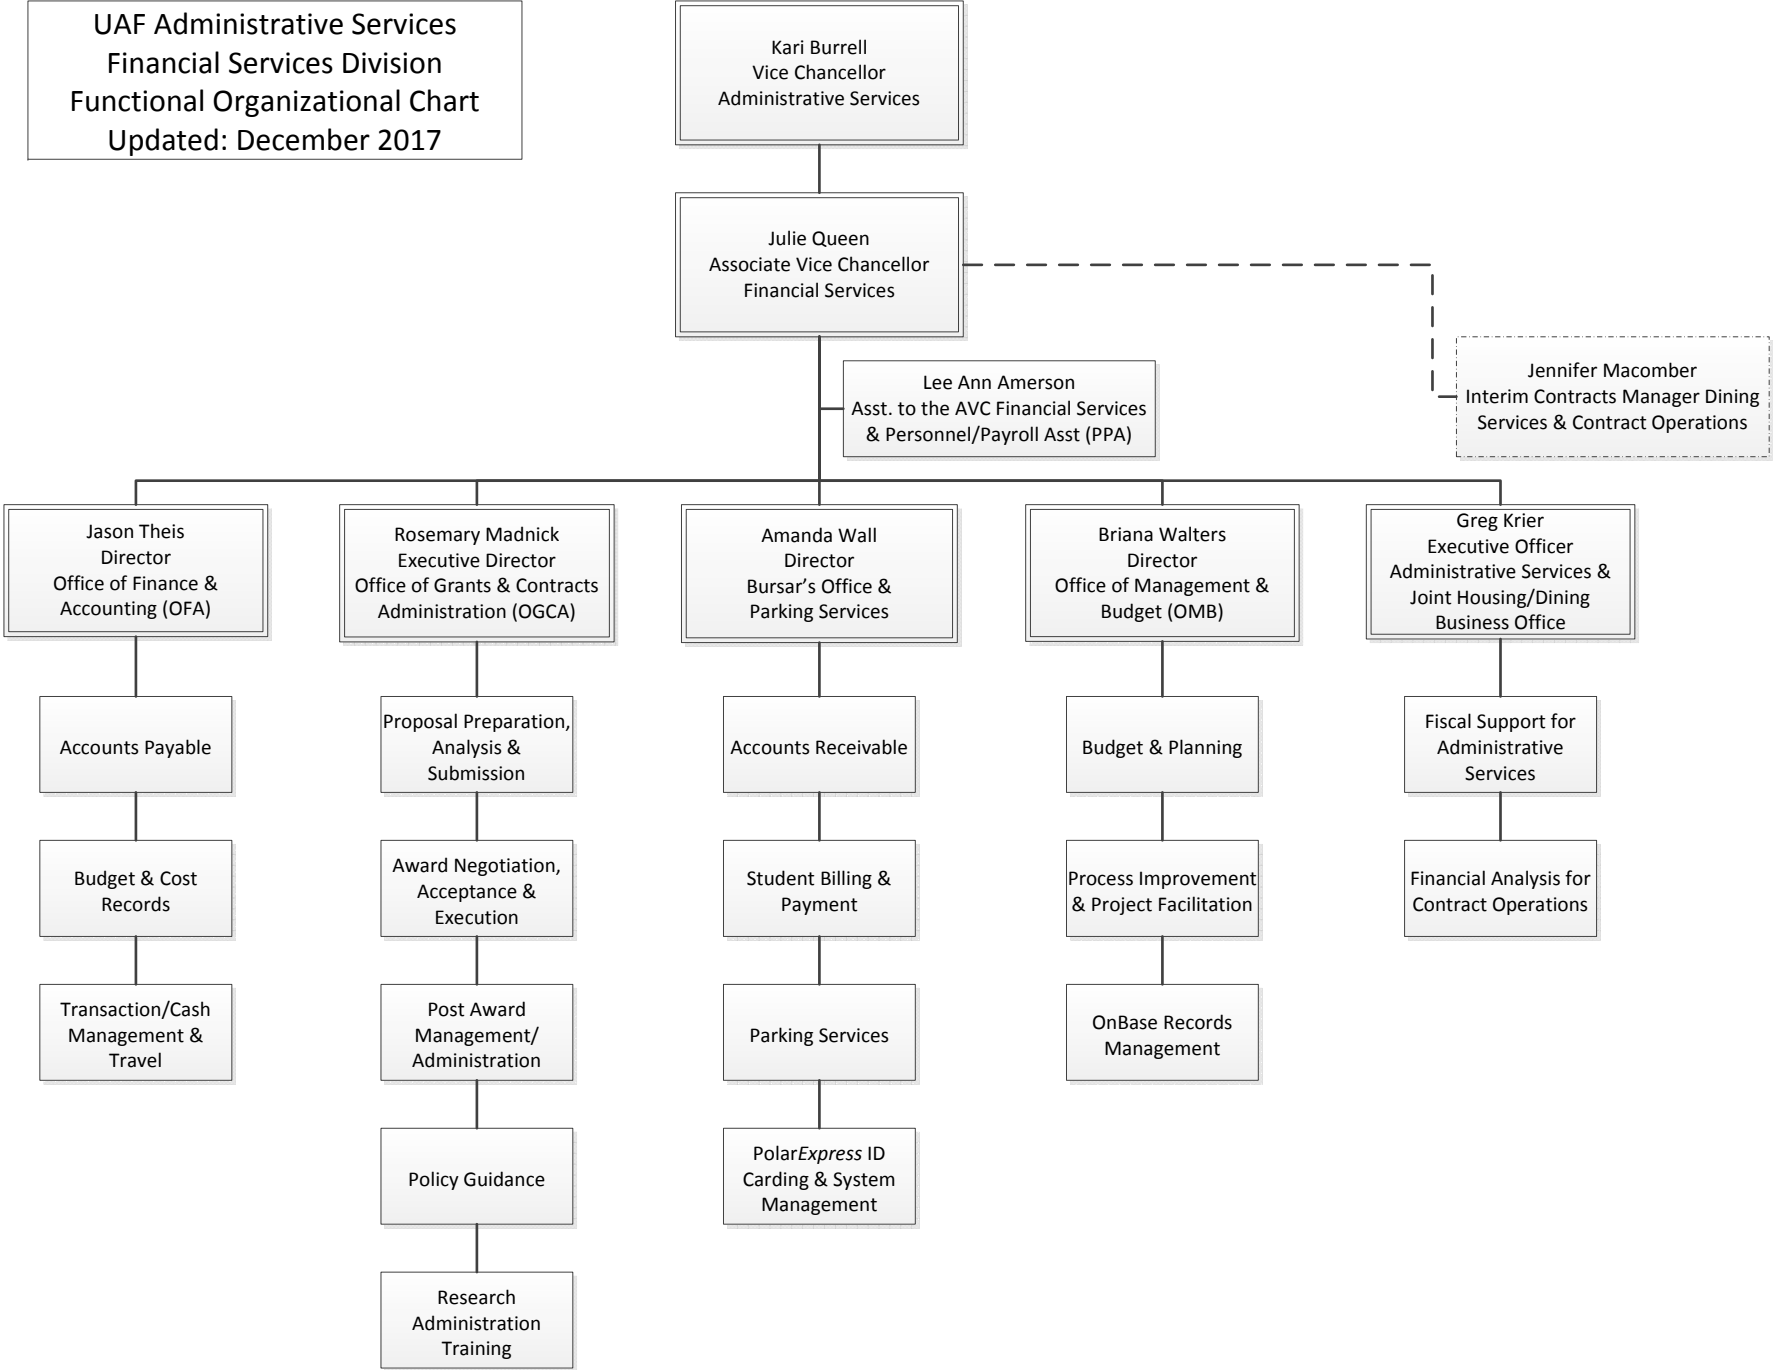 UAF Administrative Services
Financial Services Division
Functional Organizational Chart
Updated: December 2017
Kari Burrell
Vice Chancellor
Administrative Services
Julie Queen
Associate Vice Chancellor
Financial Services
Lee Ann Amerson
Asst. to the AVC Financial Services
& Personnel/Payroll Asst (PPA)
Jennifer Macomber
Interim Contracts Manager Dining
Services & Contract Operations
Jason Theis
Director
Office of Finance &
Accounting (OFA)
Rosemary Madnick
Executive Director
Office of Grants & Contracts
Administration (OGCA)
Amanda Wall
Director
Bursar’s Office &
Parking Services
Briana Walters
Director
Office of Management &
Budget (OMB)
Greg Krier
Executive Officer
Administrative Services &
Joint Housing/Dining
Business Office
Accounts Payable
Proposal Preparation,
Analysis &
Submission
Accounts Receivable
Budget & Planning
Fiscal Support for
Administrative
Services
Budget & Cost
Records
Award Negotiation,
Acceptance &
Execution
Student Billing &
Payment
Process Improvement
& Project Facilitation
Financial Analysis for
Contract Operations
Transaction/Cash
Management &
Travel
Post Award
Management/
Administration
Parking Services
OnBase Records
Management
Policy Guidance
PolarExpress ID
Carding & System
Management
Research
Administration
Training